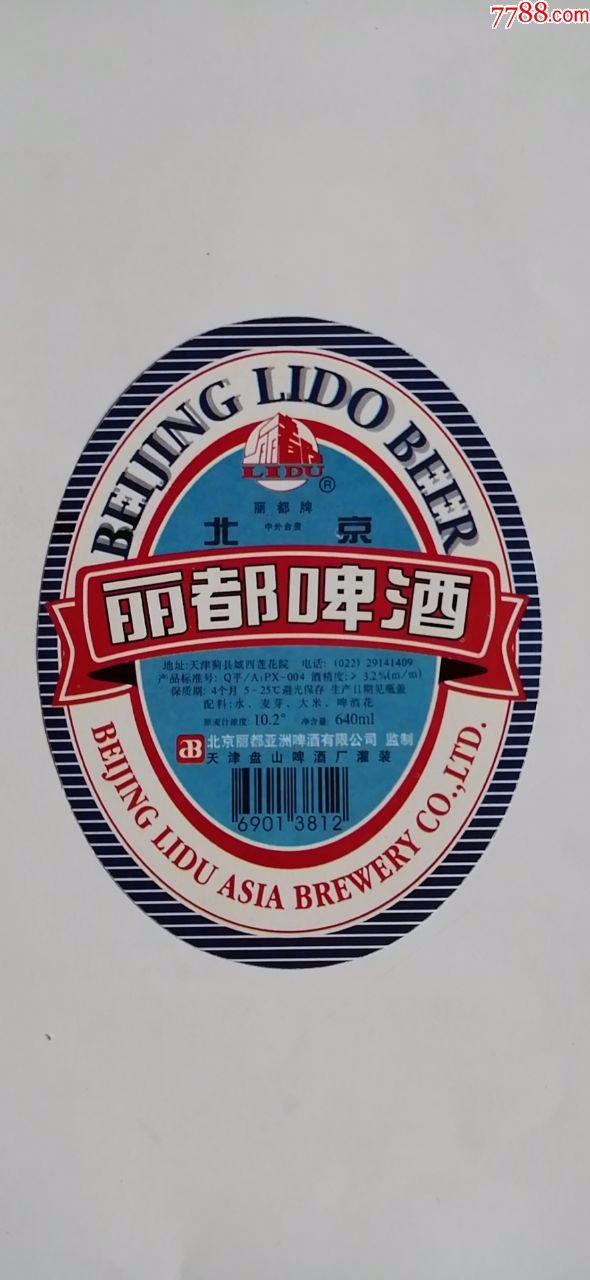 7788.com
BEIJING LIDO BEER
丽都
LIDU
®
丽都牌
北 中外合资 京
丽都啤酒
地址:天津蓟县城西莲花院 电话: (022) 29141409
产品标准号: Q平/A1PX-004 酒精度:≥ 3.2%(m/m)
保质期: 4个月 5-25℃避光保存 生产日期见瓶盖
配料:水、麦芽、大米、啤酒花
原麦汁浓度: 10.2° 净含量: 640ml
AB 北京丽都亚洲啤酒有限公司 监制
天津盘山啤酒厂灌装
6901 3812
BEIJING LIDU ASIA BREWERY CO.,LTD.